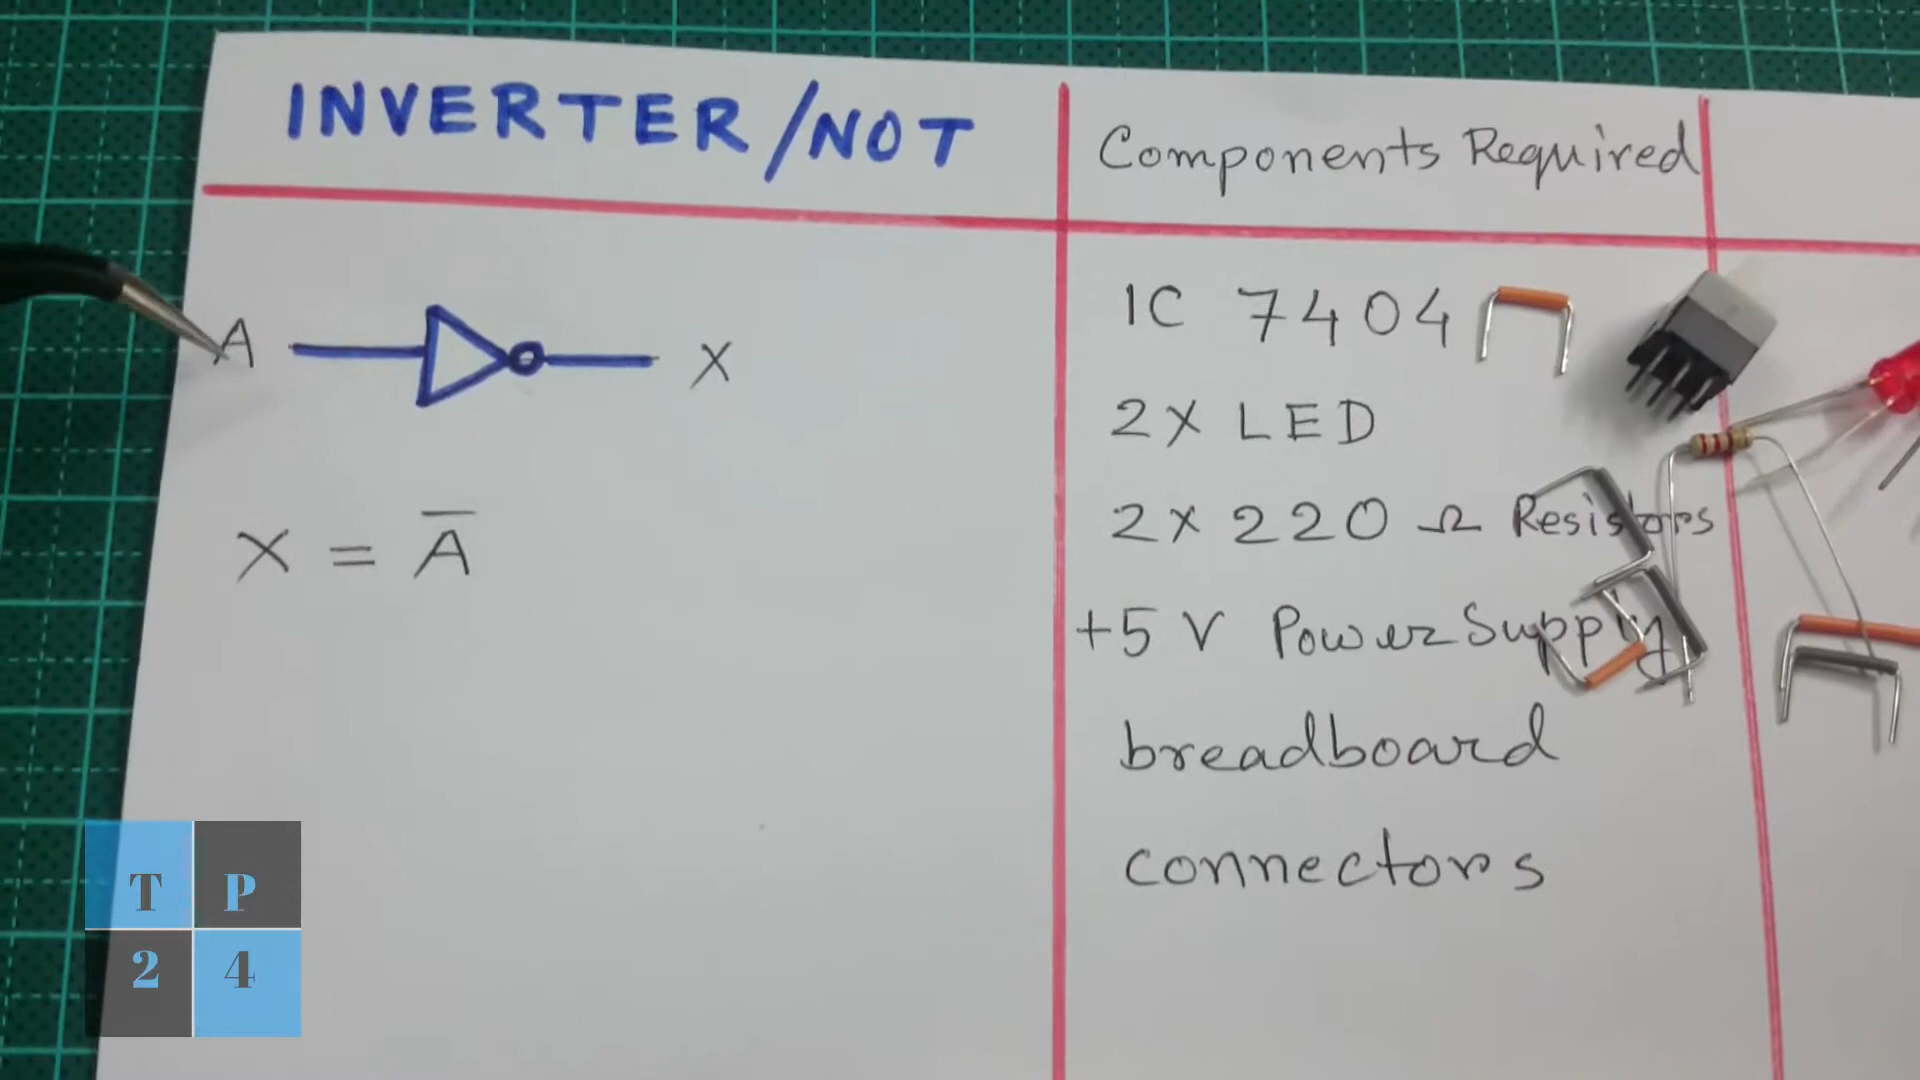 INVERTER/NOT
A X
X = A̅
Components Required
IC 7404
2X LED
2X 220 Ω Resistors
+5 V Power Supply
breadboard
connectors
T P
2 4